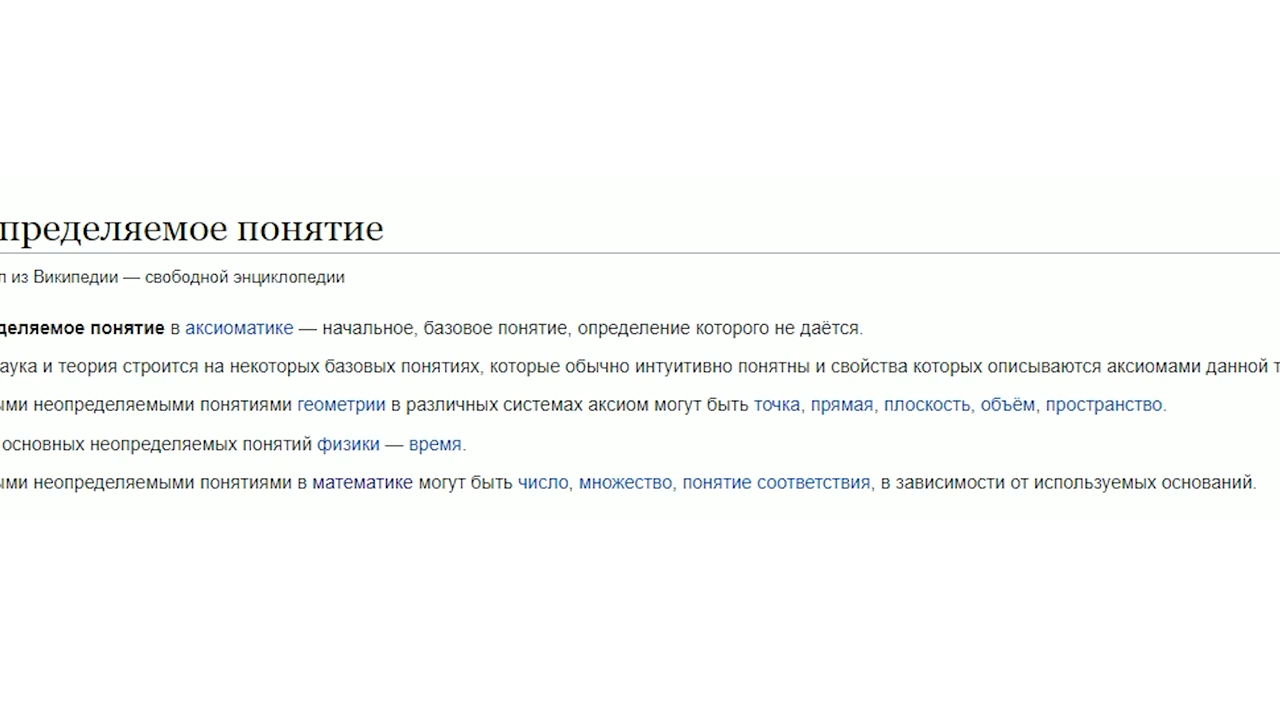 пределяемое понятие
л из Википедии — свободной энциклопедии
деляемое понятие в аксиоматике — начальное, базовое понятие, определение которого не даётся.
аука и теория строится на некоторых базовых понятиях, которые обычно интуитивно понятны и свойства которых описываются аксиомами данной т
ыми неопределяемыми понятиями геометрии в различных системах аксиом могут быть точка, прямая, плоскость, объём, пространство.
основных неопределяемых понятий физики — время.
ыми неопределяемыми понятиями в математике могут быть число, множество, понятие соответствия, в зависимости от используемых оснований.